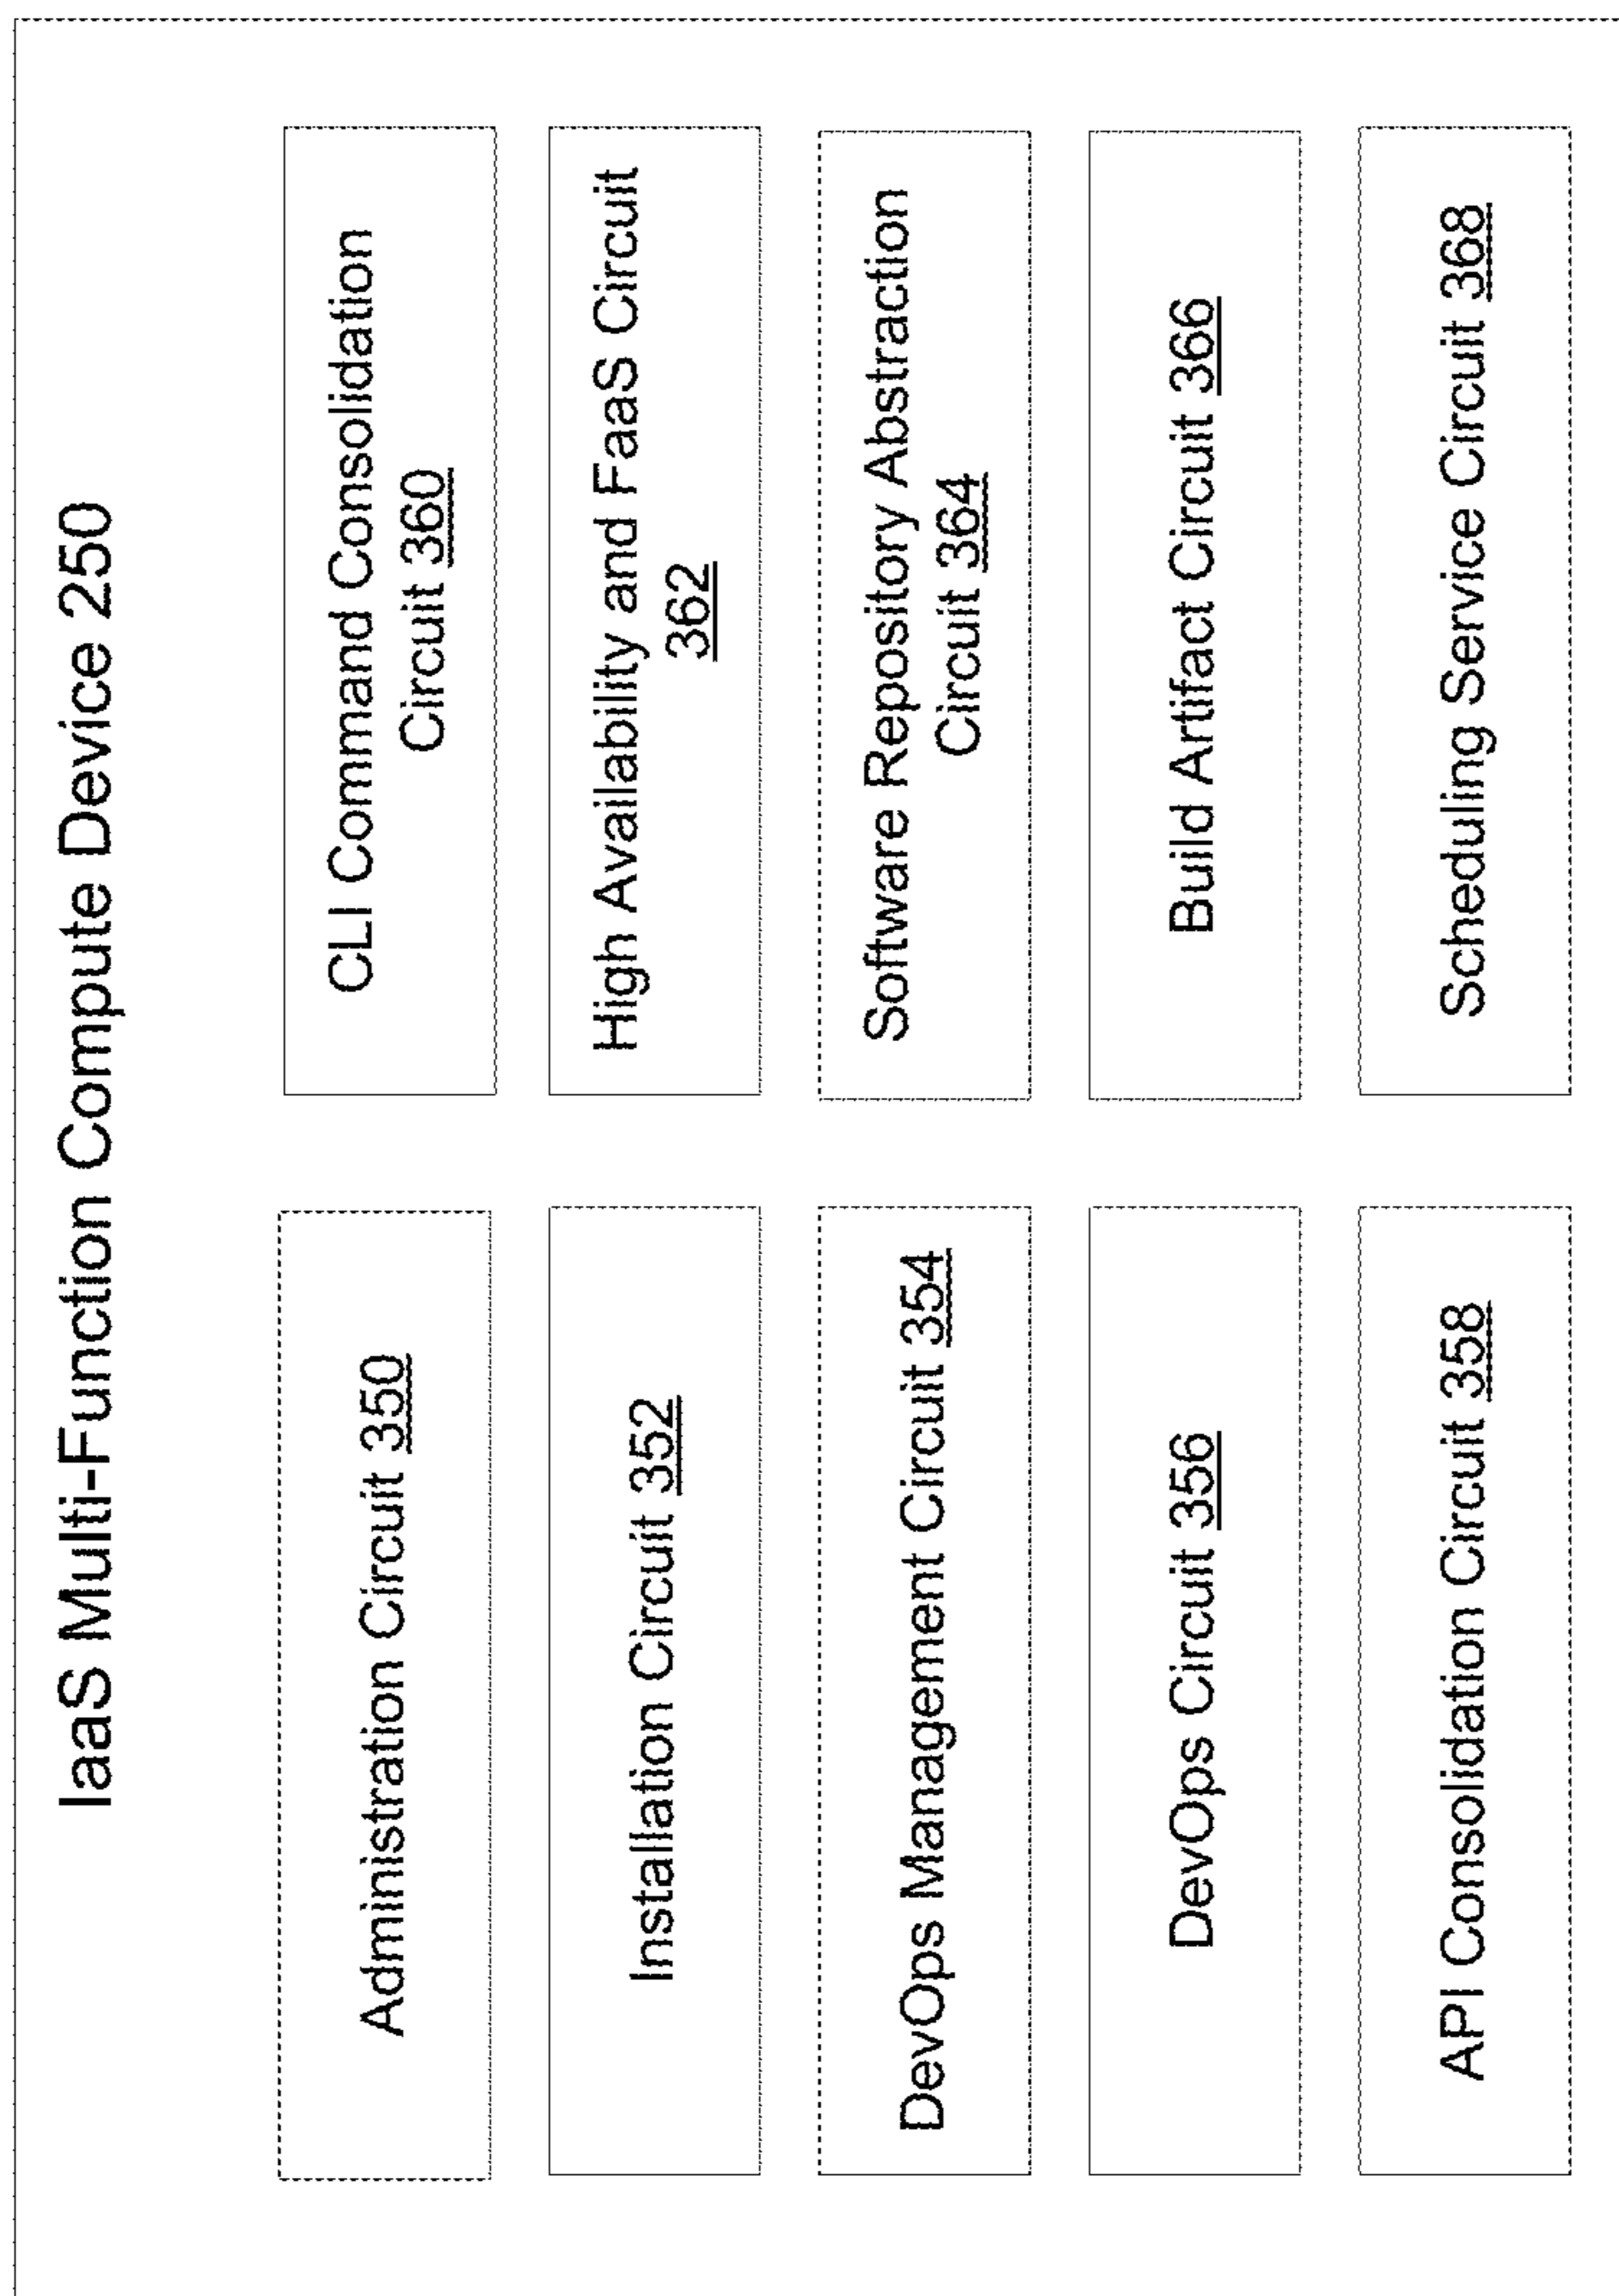 IaaS Multi-Function Compute Device 250
Administration Circuit 350
Installation Circuit 352
DevOps Management Circuit 354
DevOps Circuit 356
API Consolidation Circuit 358
CLI Command Consolidation
Circuit 360
High Availability and FaaS Circuit
362
Software Repository Abstraction
Circuit 364
Build Artifact Circuit 366
Scheduling Service Circuit 368